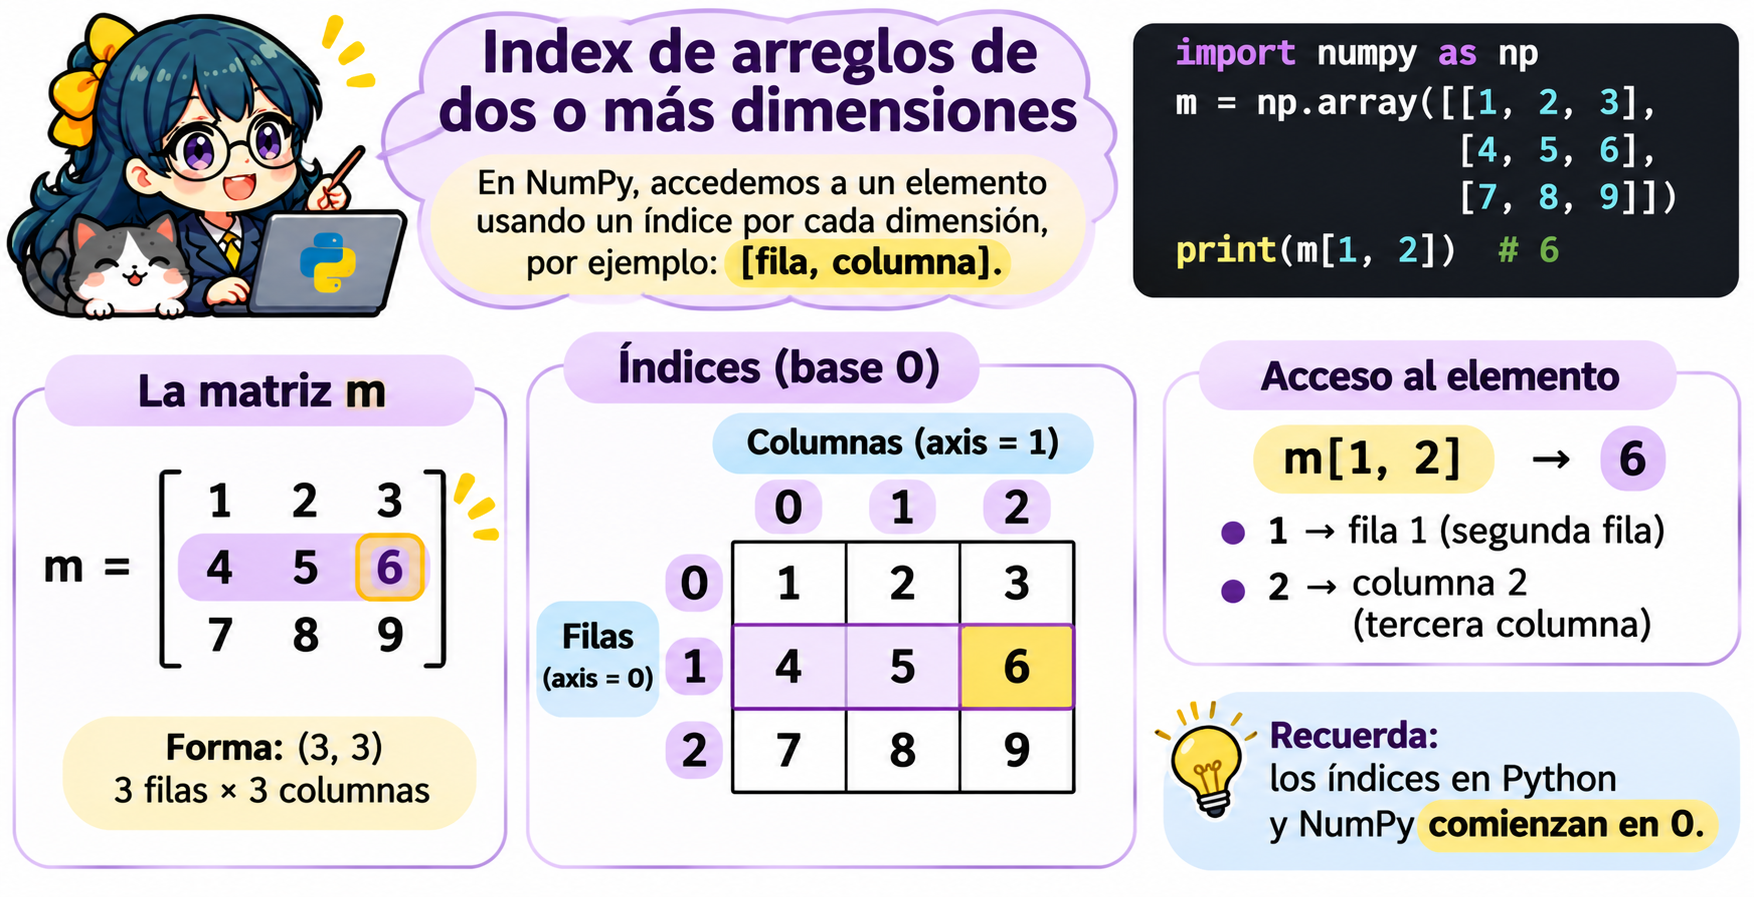 Index de arreglos de
dos o más dimensiones
En NumPy, accedemos a un elemento
usando un índice por cada dimensión,
por ejemplo: [fila, columna].
import numpy as np
m = np.array([[1, 2, 3],
[4, 5, 6],
[7, 8, 9]])
print(m[1, 2]) # 6
La matriz m
m =
1 2 3
4 5 6
7 8 9
Forma: (3, 3)
3 filas × 3 columnas
Índices (base 0)
Columnas (axis = 1)
0 1 2
Filas
(axis = 0)
0 1 2 3
1 4 5 6
2 7 8 9
Acceso al elemento
m[1, 2] → 6
● 1 → fila 1 (segunda fila)
● 2 → columna 2
(tercera columna)
Recuerda:
los índices en Python
y NumPy comienzan en 0.